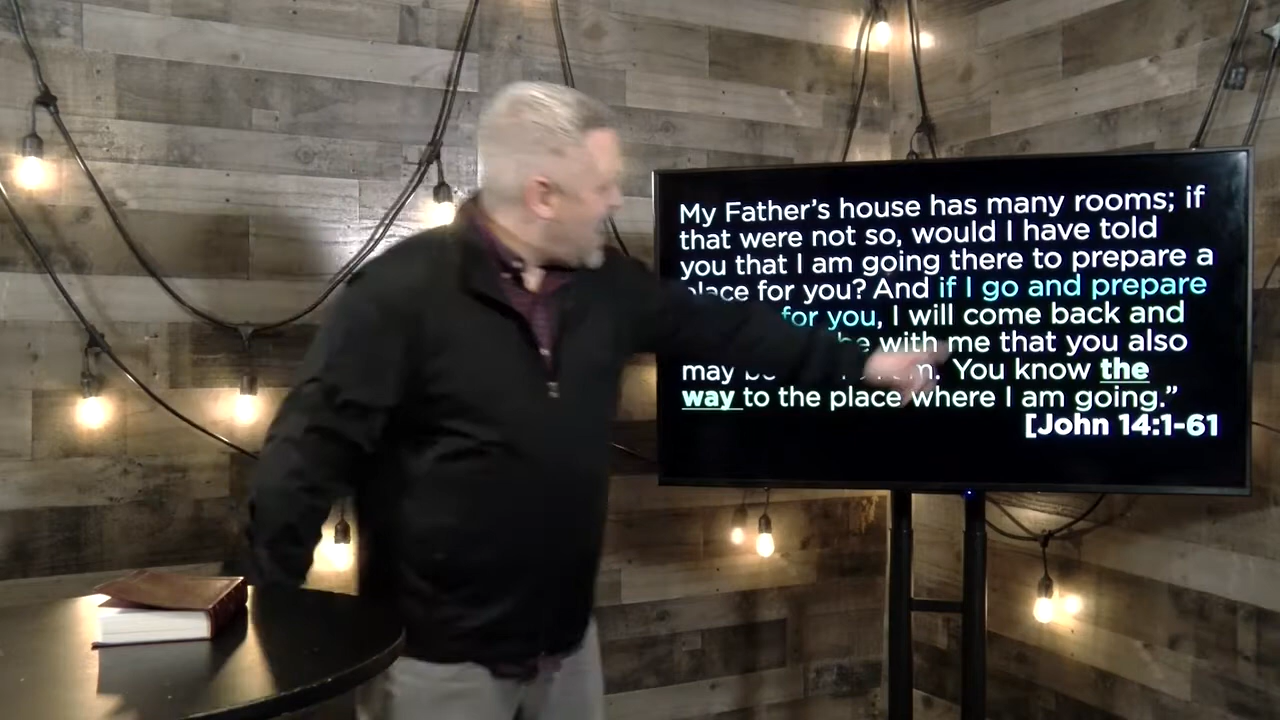 My Father's house has many rooms; if
that were not so, would I have told
you that I am going there to prepare a
place for you? And if I go and prepare
for you, I will come back and
be with me that you also
may You know the
way to the place where I am going.”
[John 14:1-61